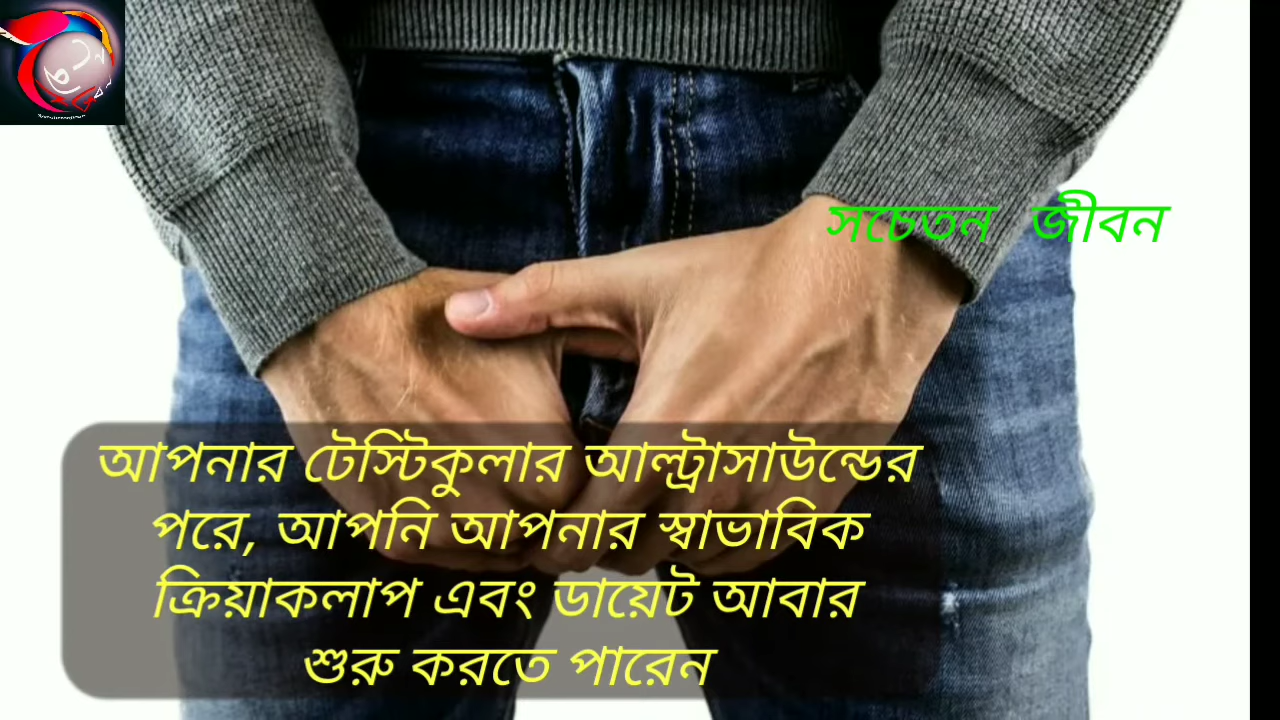 সচেতন জীবন
আপনার টেস্টিকুলার আল্ট্রাসাউন্ডের
পরে, আপনি আপনার স্বাভাবিক
ক্রিয়াকলাপ এবং ডায়েট আবার
শুরু করতে পারেন